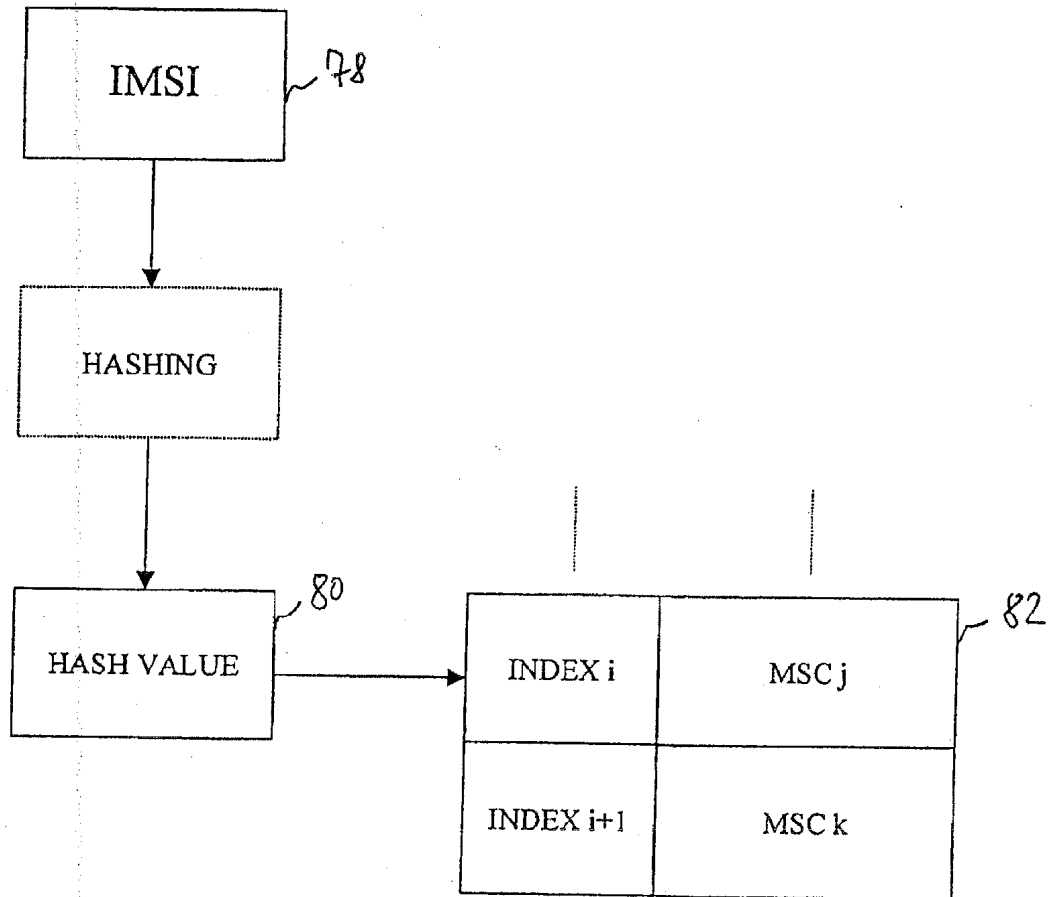 IMSI
78
HASHING
HASH VALUE
80
INDEX i
MSC j
82
INDEX i+1
MSC k